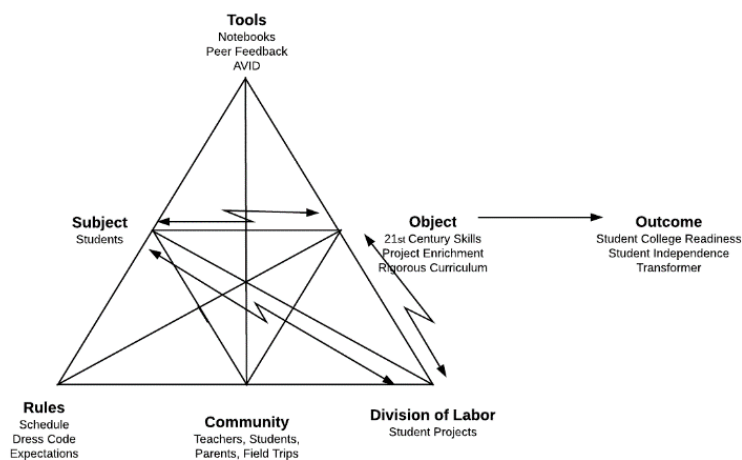 Tools
Notebooks
Peer Feedback
AVID
Subject
Students
Object
21st Century Skills
Project Enrichment
Rigorous Curriculum
Outcome
Student College Readiness
Student Independence
Transformer
Rules
Schedule
Dress Code
Expectations
Community
Teachers, Students,
Parents, Field Trips
Division of Labor
Student Projects